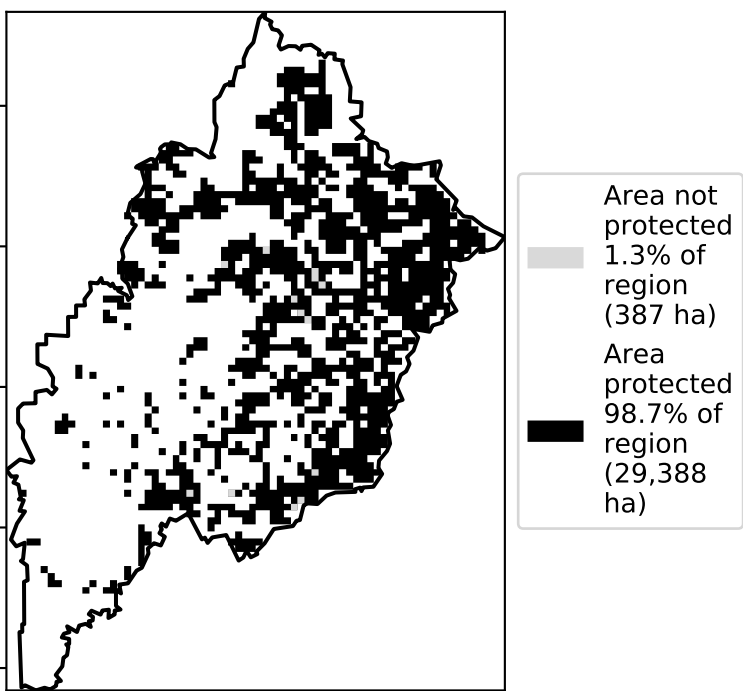 Area not
protected
1.3% of
region
(387 ha)
Area
protected
98.7% of
region
(29,388
ha)